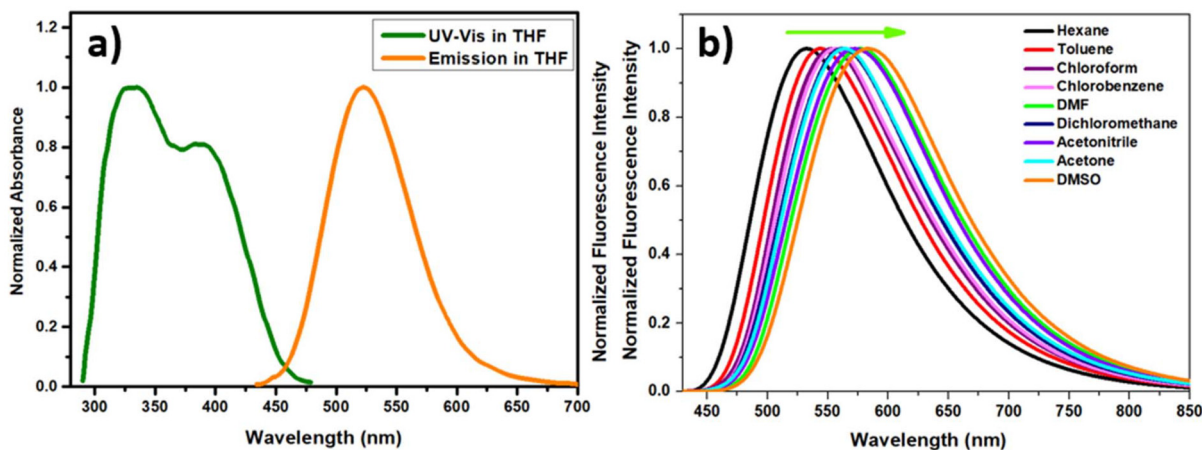 a)
UV-Vis in THF
Emission in THF
Normalized Absorbance
1.2
1.0
0.8
0.6
0.4
0.2
0.0
300 350 400 450 500 550 600 650 700
Wavelength (nm)
b)
Hexane
Toluene
Chloroform
Chlorobenzene
DMF
Dichloromethane
Acetonitrile
Acetone
DMSO
Normalized Fluorescence Intensity
Normalized Fluorescence Intensity
1.0
0.8
0.6
0.4
0.2
0.0
450 500 550 600 650 700 750 800 850
Wavelength (nm)